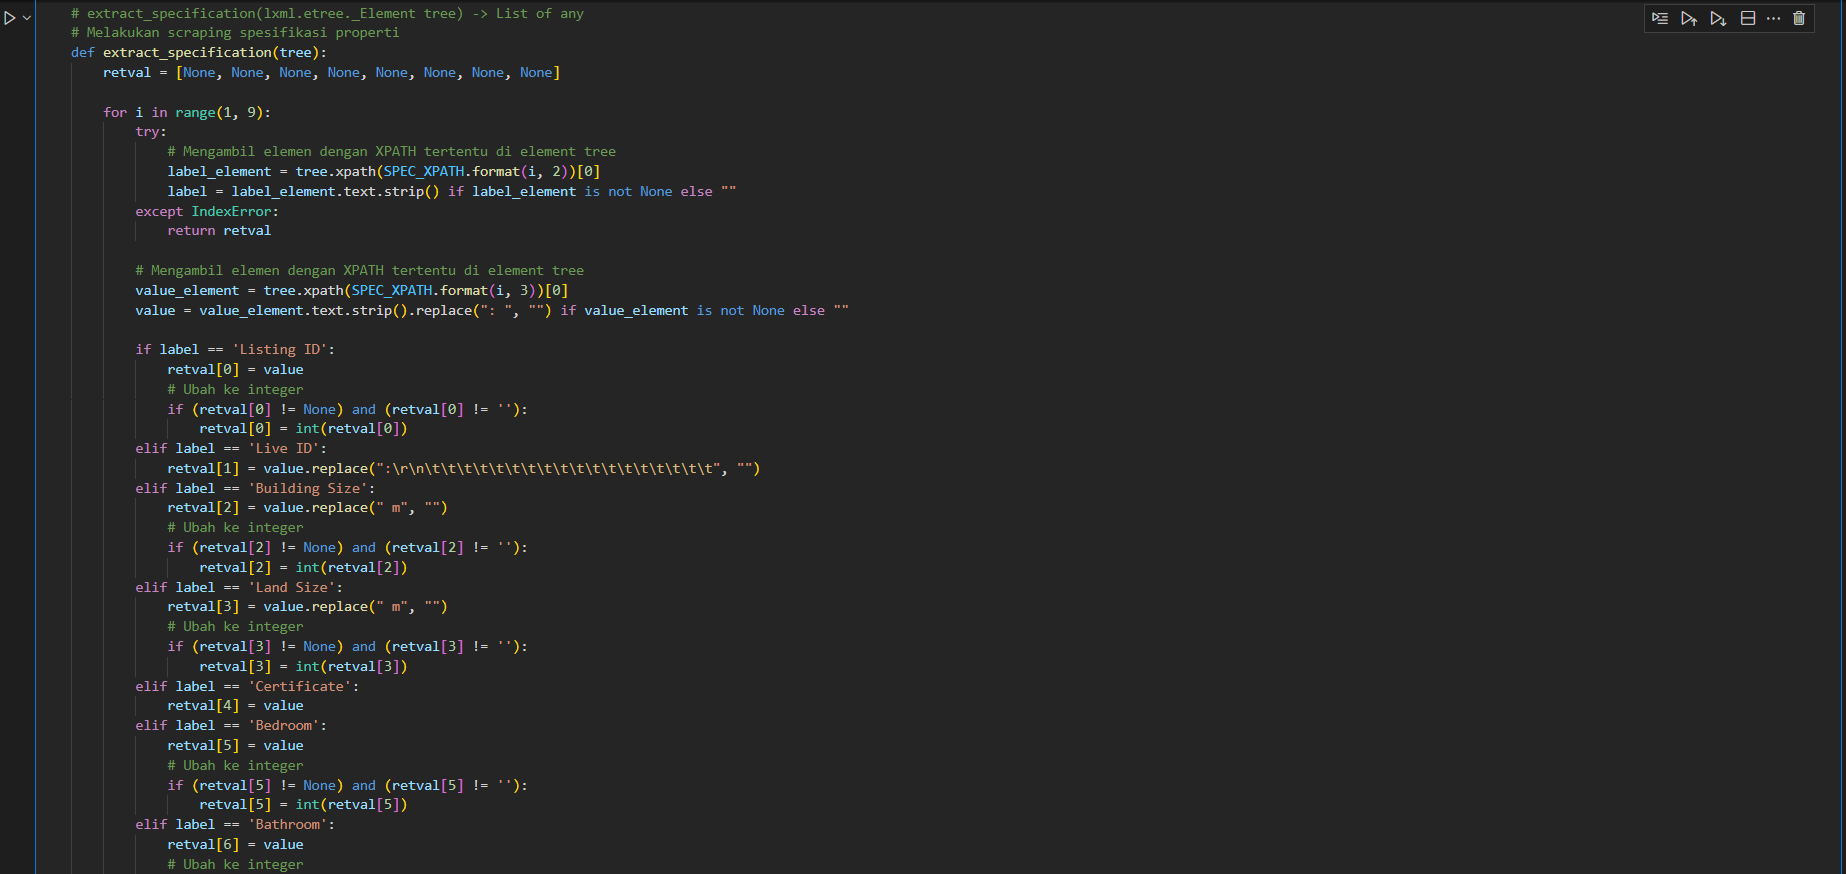 # extract_specification(lxml.etree._Element tree) -> List of any
# Melakukan scraping spesifikasi properti
def extract_specification(tree):
    retval = [None, None, None, None, None, None, None, None]

    for i in range(1, 9):
        try:
            # Mengambil elemen dengan XPATH tertentu di element tree
            label_element = tree.xpath(SPEC_XPATH.format(i, 2))[0]
            label = label_element.text.strip() if label_element is not None else ""
        except IndexError:
            return retval

        # Mengambil elemen dengan XPATH tertentu di element tree
        value_element = tree.xpath(SPEC_XPATH.format(i, 3))[0]
        value = value_element.text.strip().replace(": ", "") if value_element is not None else ""

        if label == 'Listing ID':
            retval[0] = value
            # Ubah ke integer
            if (retval[0] != None) and (retval[0] != ''):
                retval[0] = int(retval[0])
        elif label == 'Live ID':
            retval[1] = value.replace(":\r\n\t\t\t\t\t\t\t\t\t\t\t\t\t\t\t\t\t\t", "")
        elif label == 'Building Size':
            retval[2] = value.replace(" m", "")
            # Ubah ke integer
            if (retval[2] != None) and (retval[2] != ''):
                retval[2] = int(retval[2])
        elif label == 'Land Size':
            retval[3] = value.replace(" m", "")
            # Ubah ke integer
            if (retval[3] != None) and (retval[3] != ''):
                retval[3] = int(retval[3])
        elif label == 'Certificate':
            retval[4] = value
        elif label == 'Bedroom':
            retval[5] = value
            # Ubah ke integer
            if (retval[5] != None) and (retval[5] != ''):
                retval[5] = int(retval[5])
        elif label == 'Bathroom':
            retval[6] = value
            # Ubah ke integer